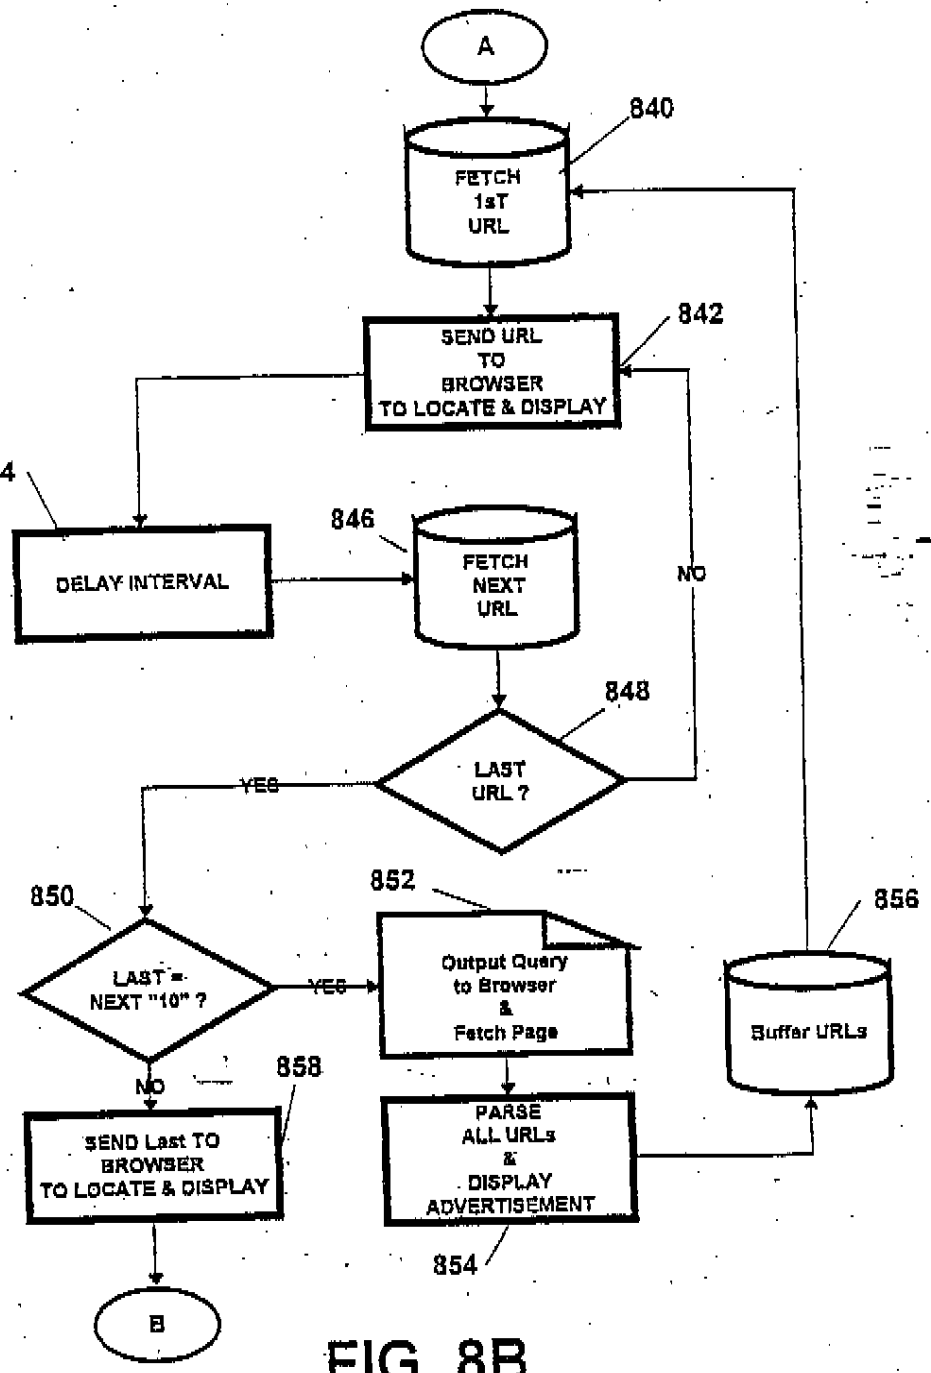 A
840
FETCH
1sT
URL
842
SEND URL
TO
BROWSER
TO LOCATE & DISPLAY
4
DELAY INTERVAL
846
FETCH
NEXT
URL
NO
848
LAST
URL ?
YES
850
LAST =
NEXT "10" ?
YES
852
Output Query
to Browser
&
Fetch Page
856
Buffer URLs
NO
858
SEND Last TO
BROWSER
TO LOCATE & DISPLAY
PARSE
ALL URLs
&
DISPLAY
ADVERTISEMENT
854
B
FIG. 8B